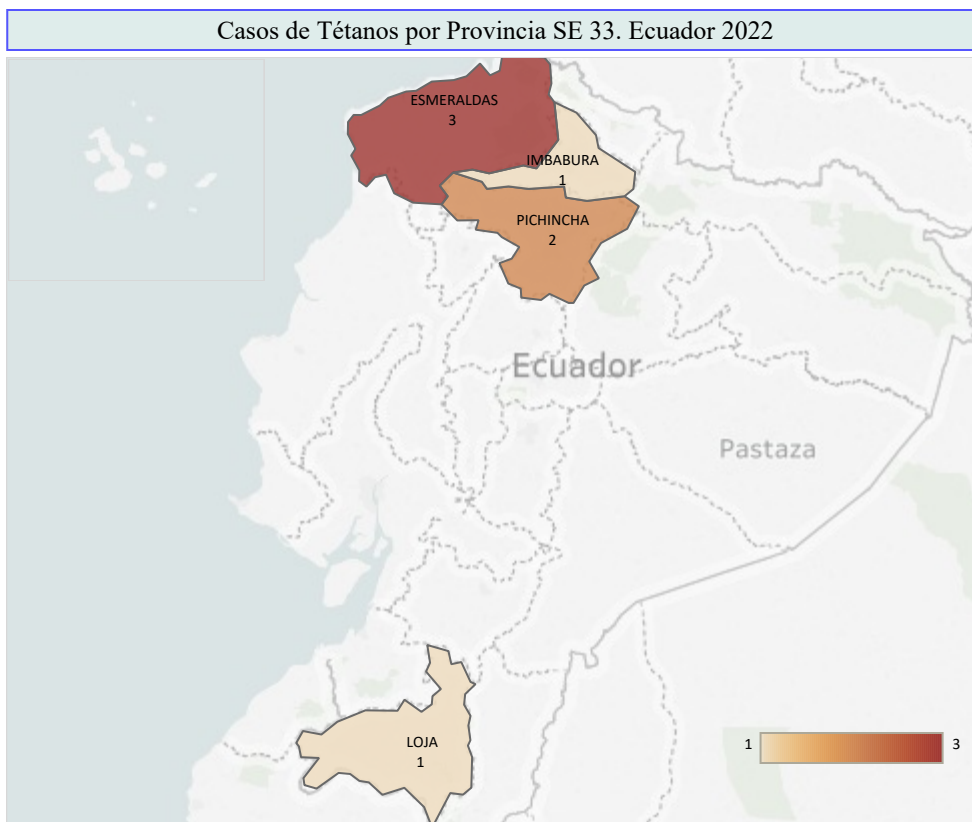 Casos de Tétanos por Provincia SE 33. Ecuador 2022
ESMERALDAS
3
IMBABURA
1
PICHINCHA
2
Ecuador
Pastaza
LOJA
1
1
3